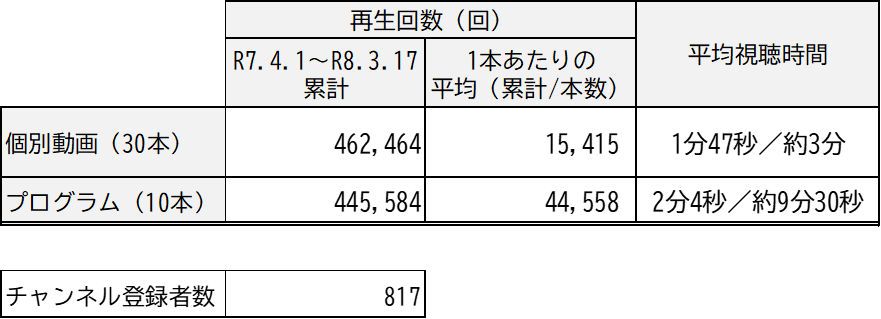 再生回数（回）
平均視聴時間
R7.4.1～R8.3.17
累計
1本あたりの
平均（累計/本数）
個別動画（30本）
462,464
15,415
1分47秒／約3分
プログラム（10本）
445,584
44,558
2分4秒／約9分30秒
チャンネル登録者数
817